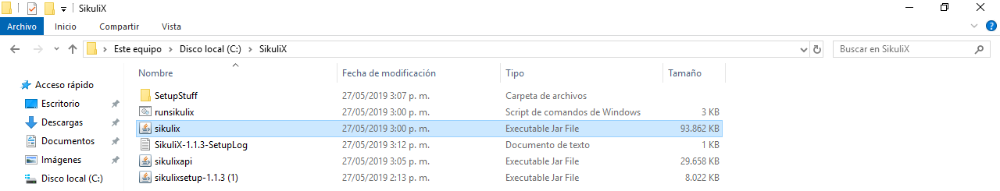 SikuliX
Archivo Inicio Compartir Vista
Este equipo Disco local (C:) SikuliX Buscar en SikuliX
Nombre Fecha de modificación Tipo Tamaño
Acceso rápido
Escritorio
Descargas
Documentos
Imágenes
Disco local (C:)
SetupStuff 27/05/2019 3:07 p. m. Carpeta de archivos
runsikulix 27/05/2019 3:00 p. m. Script de comandos de Windows 3 KB
sikulix 27/05/2019 3:00 p. m. Executable Jar File 93.862 KB
SikuliX-1.1.3-SetupLog 27/05/2019 3:12 p. m. Documento de texto 1 KB
sikulixapi 27/05/2019 3:05 p. m. Executable Jar File 29.658 KB
sikulixsetup-1.1.3 (1) 27/05/2019 2:13 p. m. Executable Jar File 8.022 KB